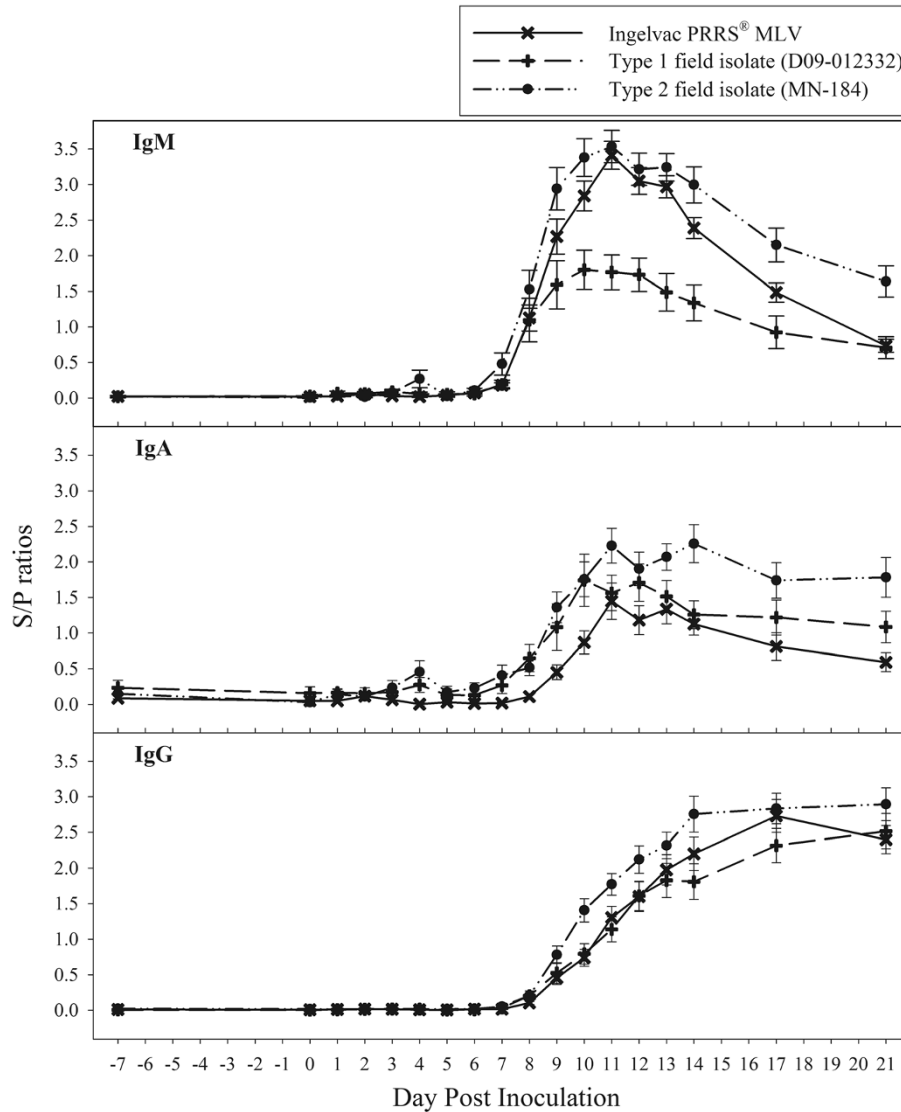 Ingelvac PRRS® MLV
Type 1 field isolate (D09-012332)
Type 2 field isolate (MN-184)
IgM
3.5
3.0
2.5
2.0
1.5
1.0
0.5
0.0
IgA
3.5
3.0
2.5
2.0
1.5
1.0
0.5
0.0
S/P ratios
IgG
3.5
3.0
2.5
2.0
1.5
1.0
0.5
0.0
-7 -6 -5 -4 -3 -2 -1 0 1 2 3 4 5 6 7 8 9 10 11 12 13 14 15 16 17 18 19 20 21
Day Post Inoculation